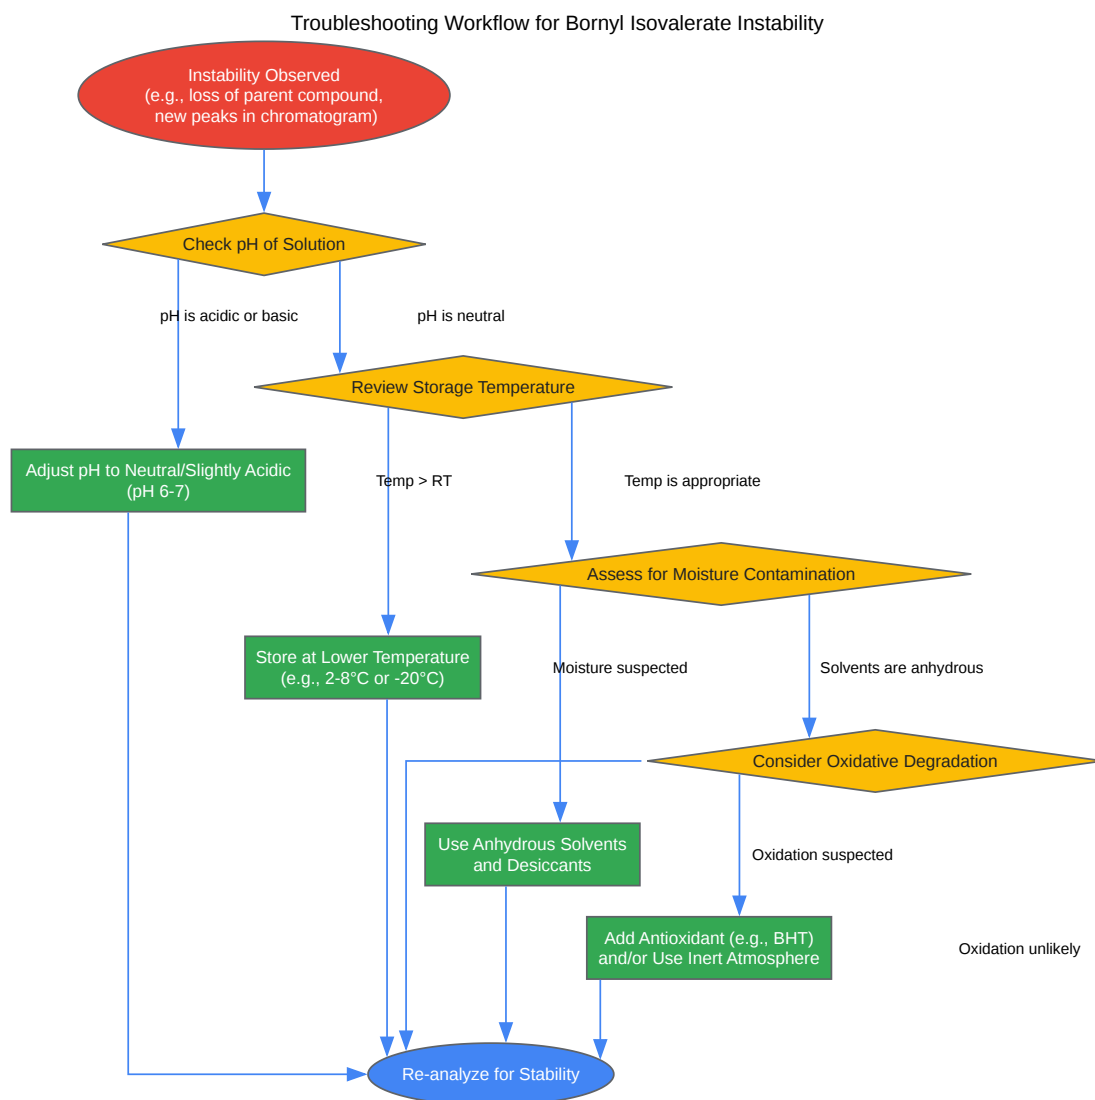 Troubleshooting Workflow for Bornyl Isovalerate Instability
Instability Observed
(e.g., loss of parent compound,
new peaks in chromatogram)
Check pH of Solution
pH is acidic or basic
pH is neutral
Review Storage Temperature
Adjust pH to Neutral/Slightly Acidic
(pH 6-7)
Temp > RT
Temp is appropriate
Assess for Moisture Contamination
Store at Lower Temperature
(e.g., 2-8°C or -20°C)
Moisture suspected
Solvents are anhydrous
Consider Oxidative Degradation
Use Anhydrous Solvents
and Desiccants
Oxidation suspected
Add Antioxidant (e.g., BHT)
and/or Use Inert Atmosphere
Oxidation unlikely
Re-analyze for Stability